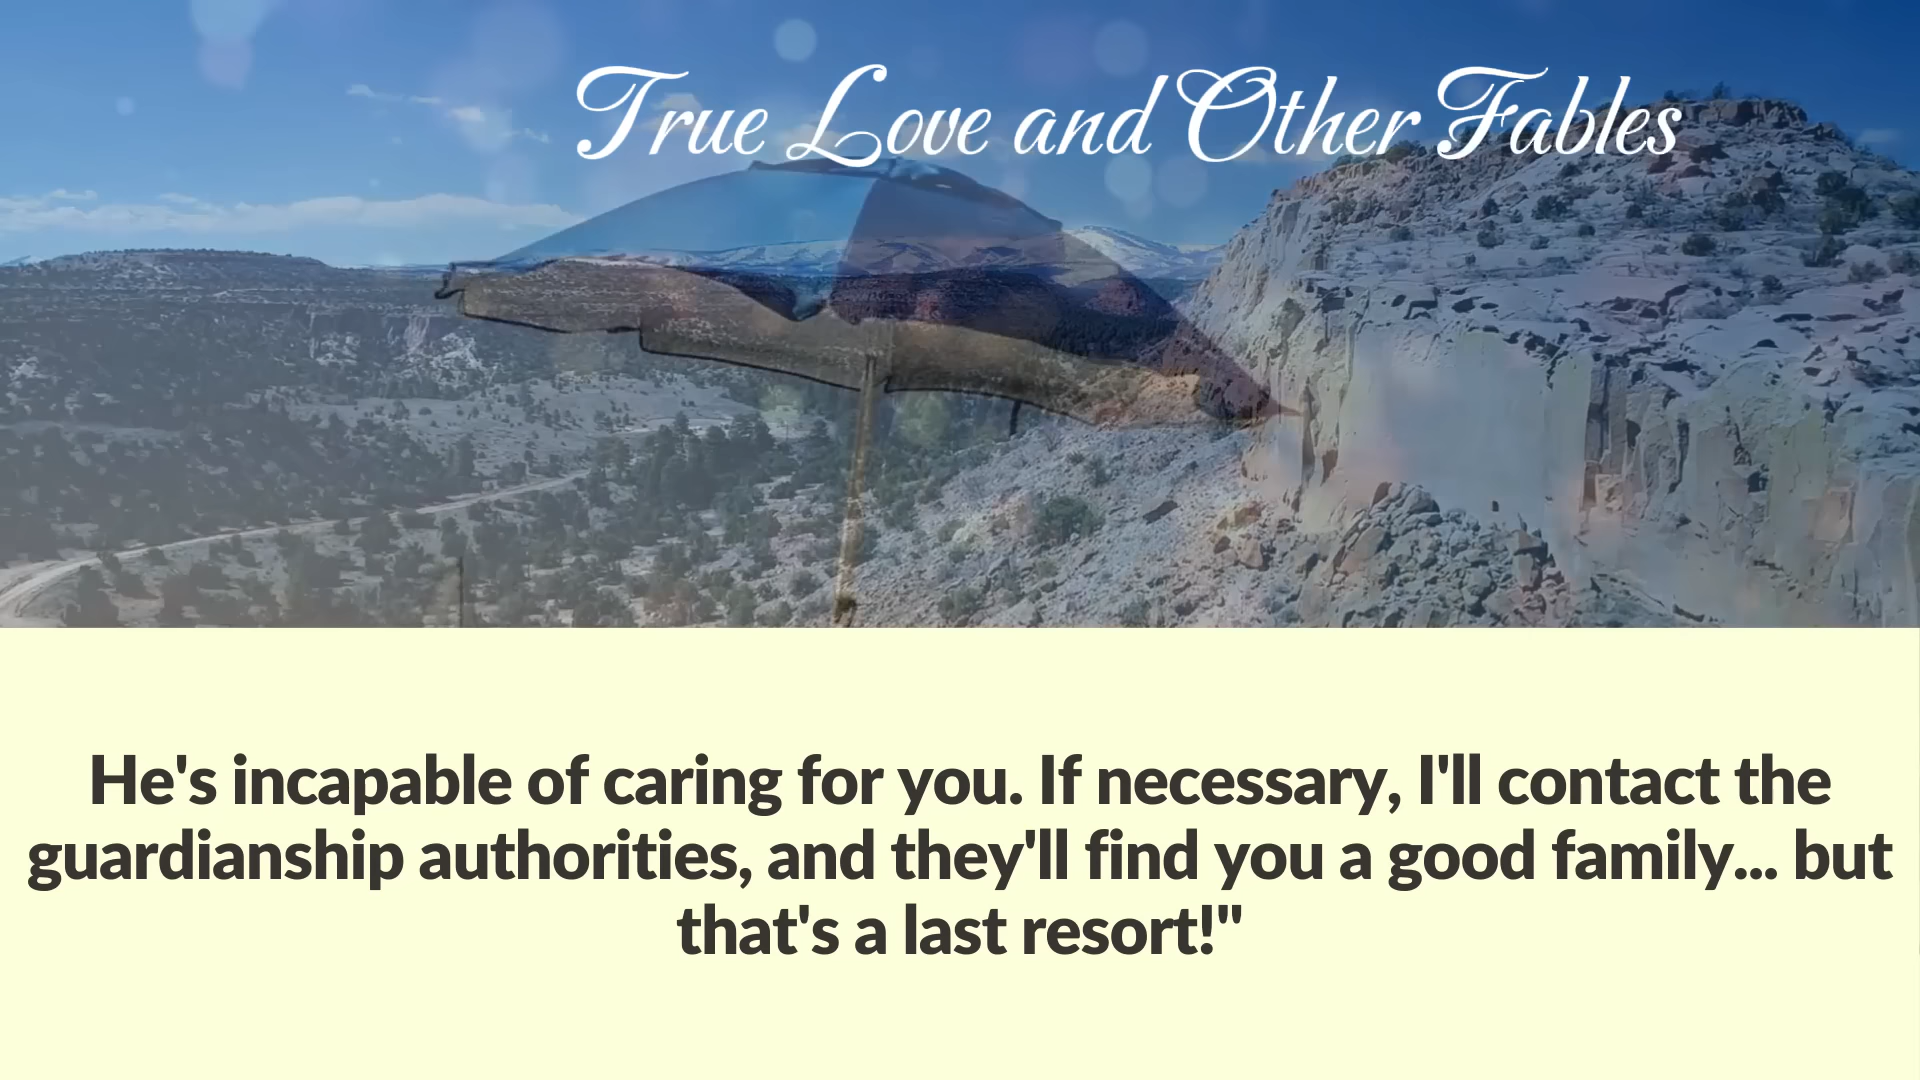 True Love and Other Fables
He's incapable of caring for you. If necessary, I'll contact the
guardianship authorities, and they'll find you a good family... but
that's a last resort!"